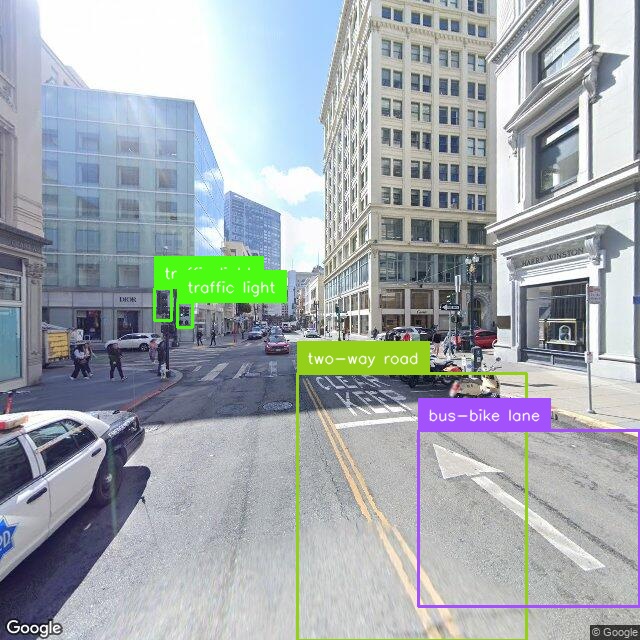 traffic light
traffic light
DIOR
HARRY WINSTON
two-way road
CLEAR
KEEP
bus-bike lane
Google
© Google